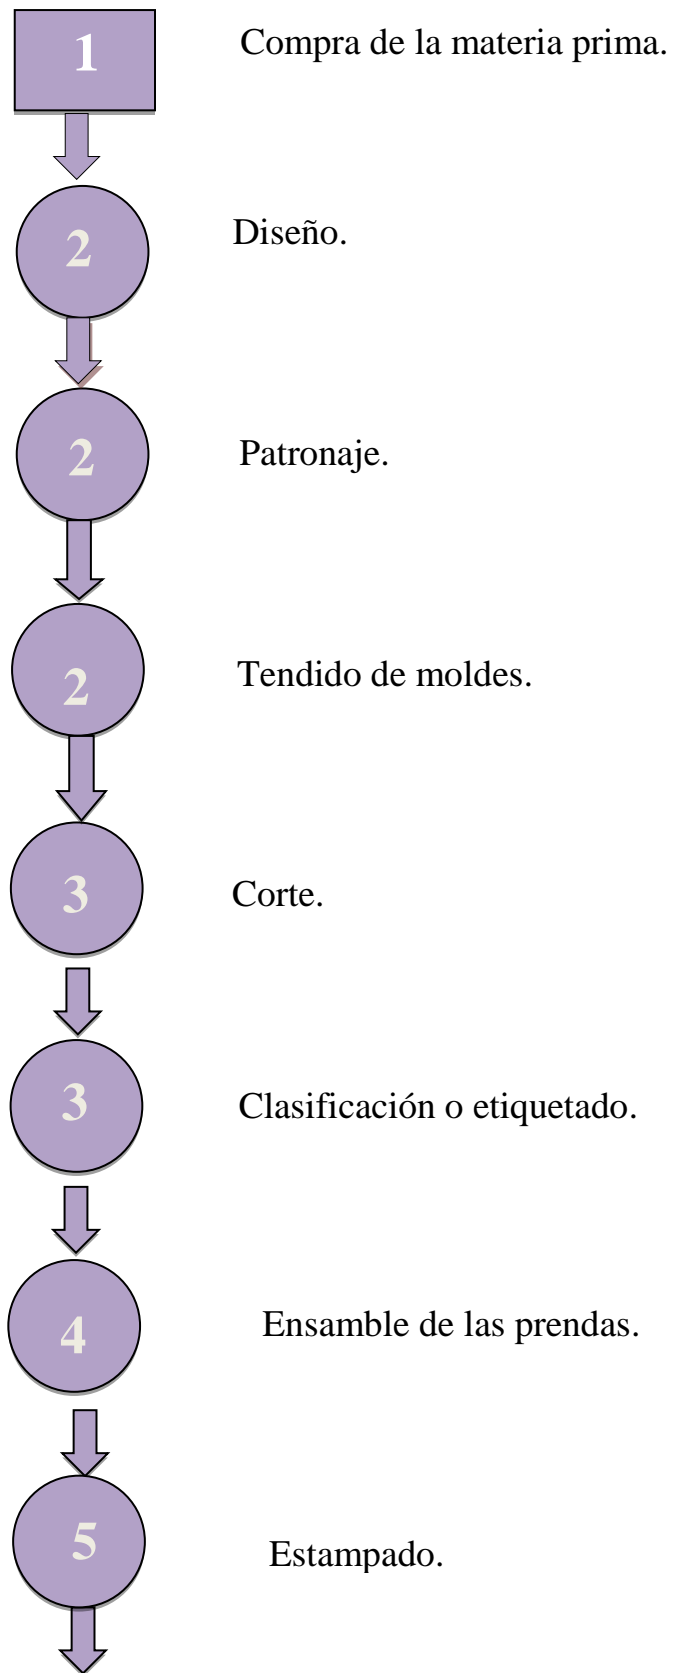 1 Compra de la materia prima.
2 Diseño.
2 Patronaje.
2 Tendido de moldes.
3 Corte.
3 Clasificación o etiquetado.
4 Ensamble de las prendas.
5 Estampado.